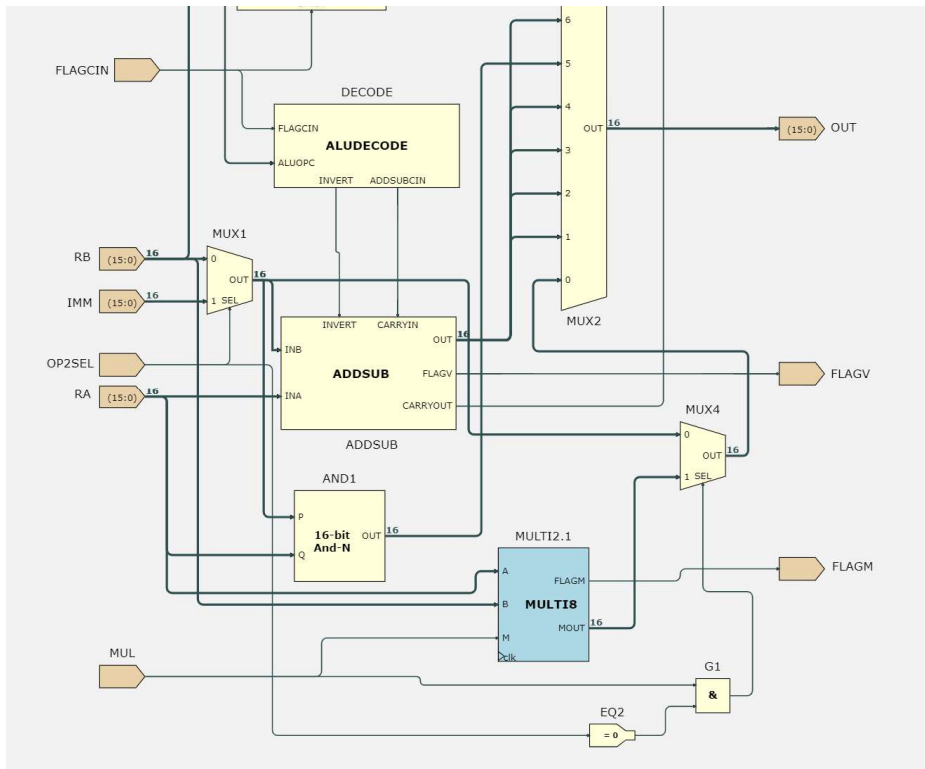 6
FLAGCIN
5
DECODE
4
FLAGCIN
ALUDECODE
OUT
16
(15:0)
OUT
3
ALUOPC
INVERT
ADDSUBCIN
2
MUX1
1
RB
(15:0)
16
0
OUT
16
0
IMM
(15:0)
16
1
SEL
MUX2
INVERT
CARRYIN
OUT
16
INB
OP2SEL
ADDSUB
FLAGV
FLAGV
RA
(15:0)
16
INA
CARRYOUT
MUX4
ADDSUB
0
OUT
16
1
SEL
AND1
P
16-bit
And-N
OUT
16
Q
MULTI2.1
A
FLAGM
FLAGM
B
MULTI8
MOUT
16
M
clk
MUL
G1
&
EQ2
= 0